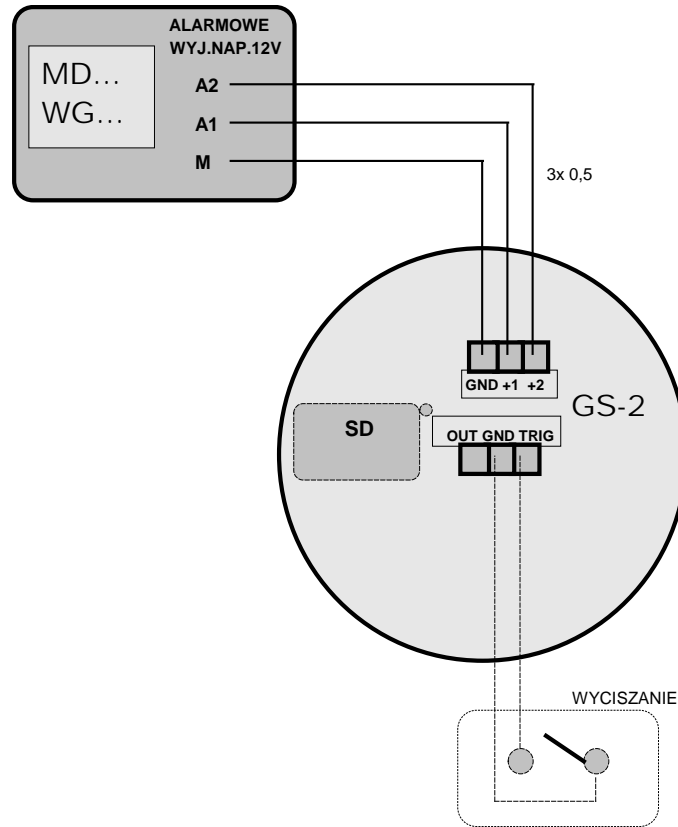 ALARMOWE
WYJ.NAP.12V
MD...
WG...
A2
A1
M
3x 0,5
GND +1 +2
GS-2
SD
OUT GND TRIG
WYCISZANIE